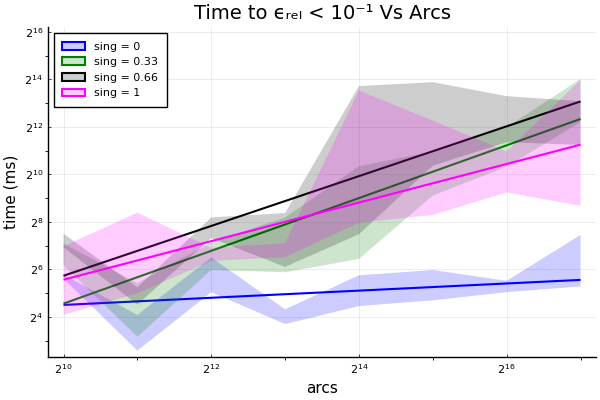 Time to ϵᵣₑₗ < 10⁻¹ Vs Arcs
2¹⁶
2¹⁴
2¹²
2¹⁰
2⁸
2⁶
2⁴
time (ms)
sing = 0
sing = 0.33
sing = 0.66
sing = 1
2¹⁰
2¹²
2¹⁴
2¹⁶
arcs